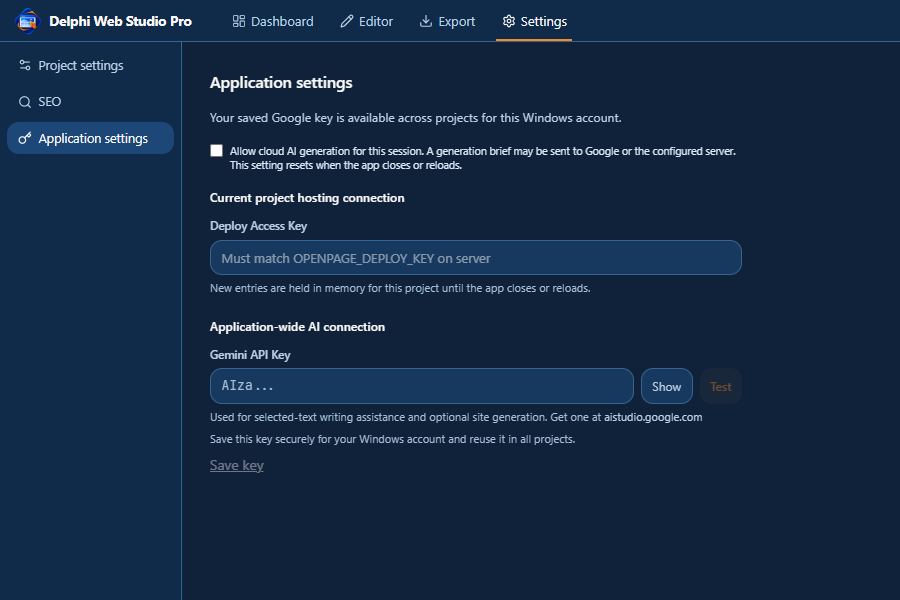 Delphi Web Studio Pro
Dashboard
Editor
Export
Settings
Project settings
SEO
Application settings
Application settings
Your saved Google key is available across projects for this Windows account.
Allow cloud AI generation for this session. A generation brief may be sent to Google or the configured server.
This setting resets when the app closes or reloads.
Current project hosting connection
Deploy Access Key
Must match OPENPAGE_DEPLOY_KEY on server
New entries are held in memory for this project until the app closes or reloads.
Application-wide AI connection
Gemini API Key
AIza...
Show
Test
Used for selected-text writing assistance and optional site generation. Get one at aistudio.google.com
Save this key securely for your Windows account and reuse it in all projects.
Save key